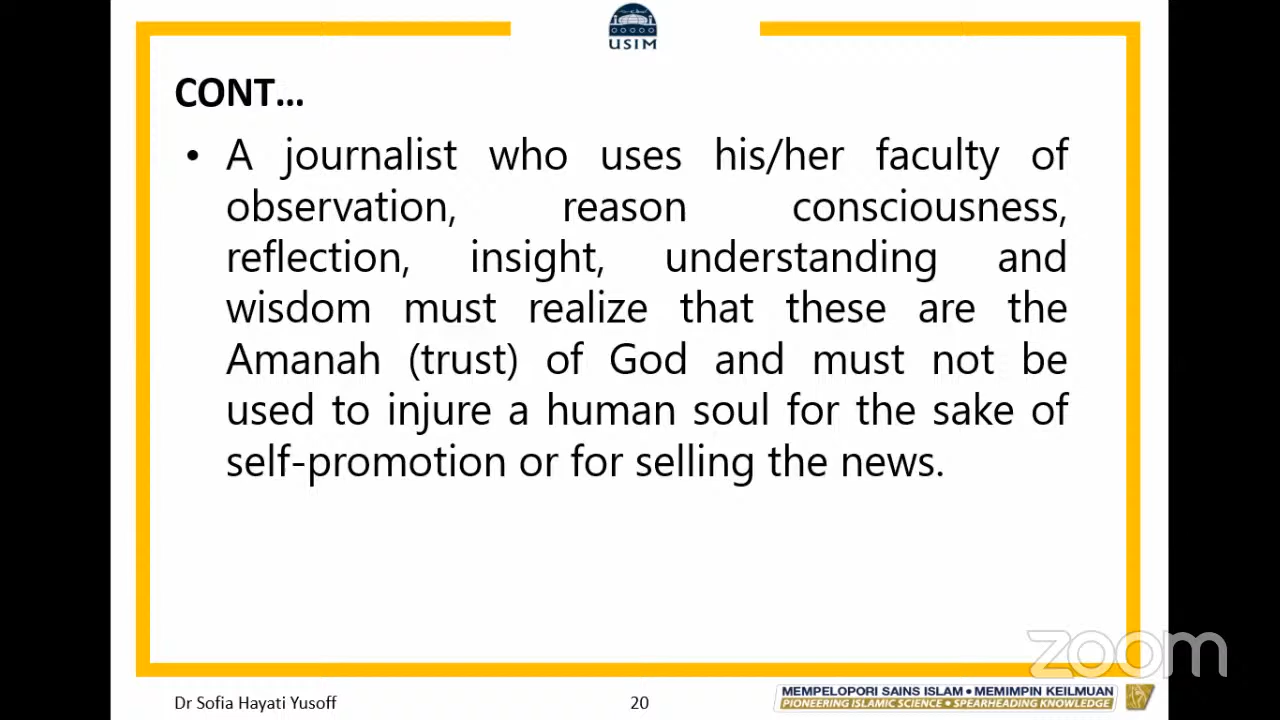 USIM
CONT...
• A journalist who uses his/her faculty of
observation, reason consciousness,
reflection, insight, understanding and
wisdom must realize that these are the
Amanah (trust) of God and must not be
used to injure a human soul for the sake of
self-promotion or for selling the news.
zoom
Dr Sofia Hayati Yusoff
20
MEMPELOPORI SAINS ISLAM • MEMIMPIN KEILMUAN
PIONEERING ISLAMIC SCIENCE • SPEARHEADING KNOWLEDGE